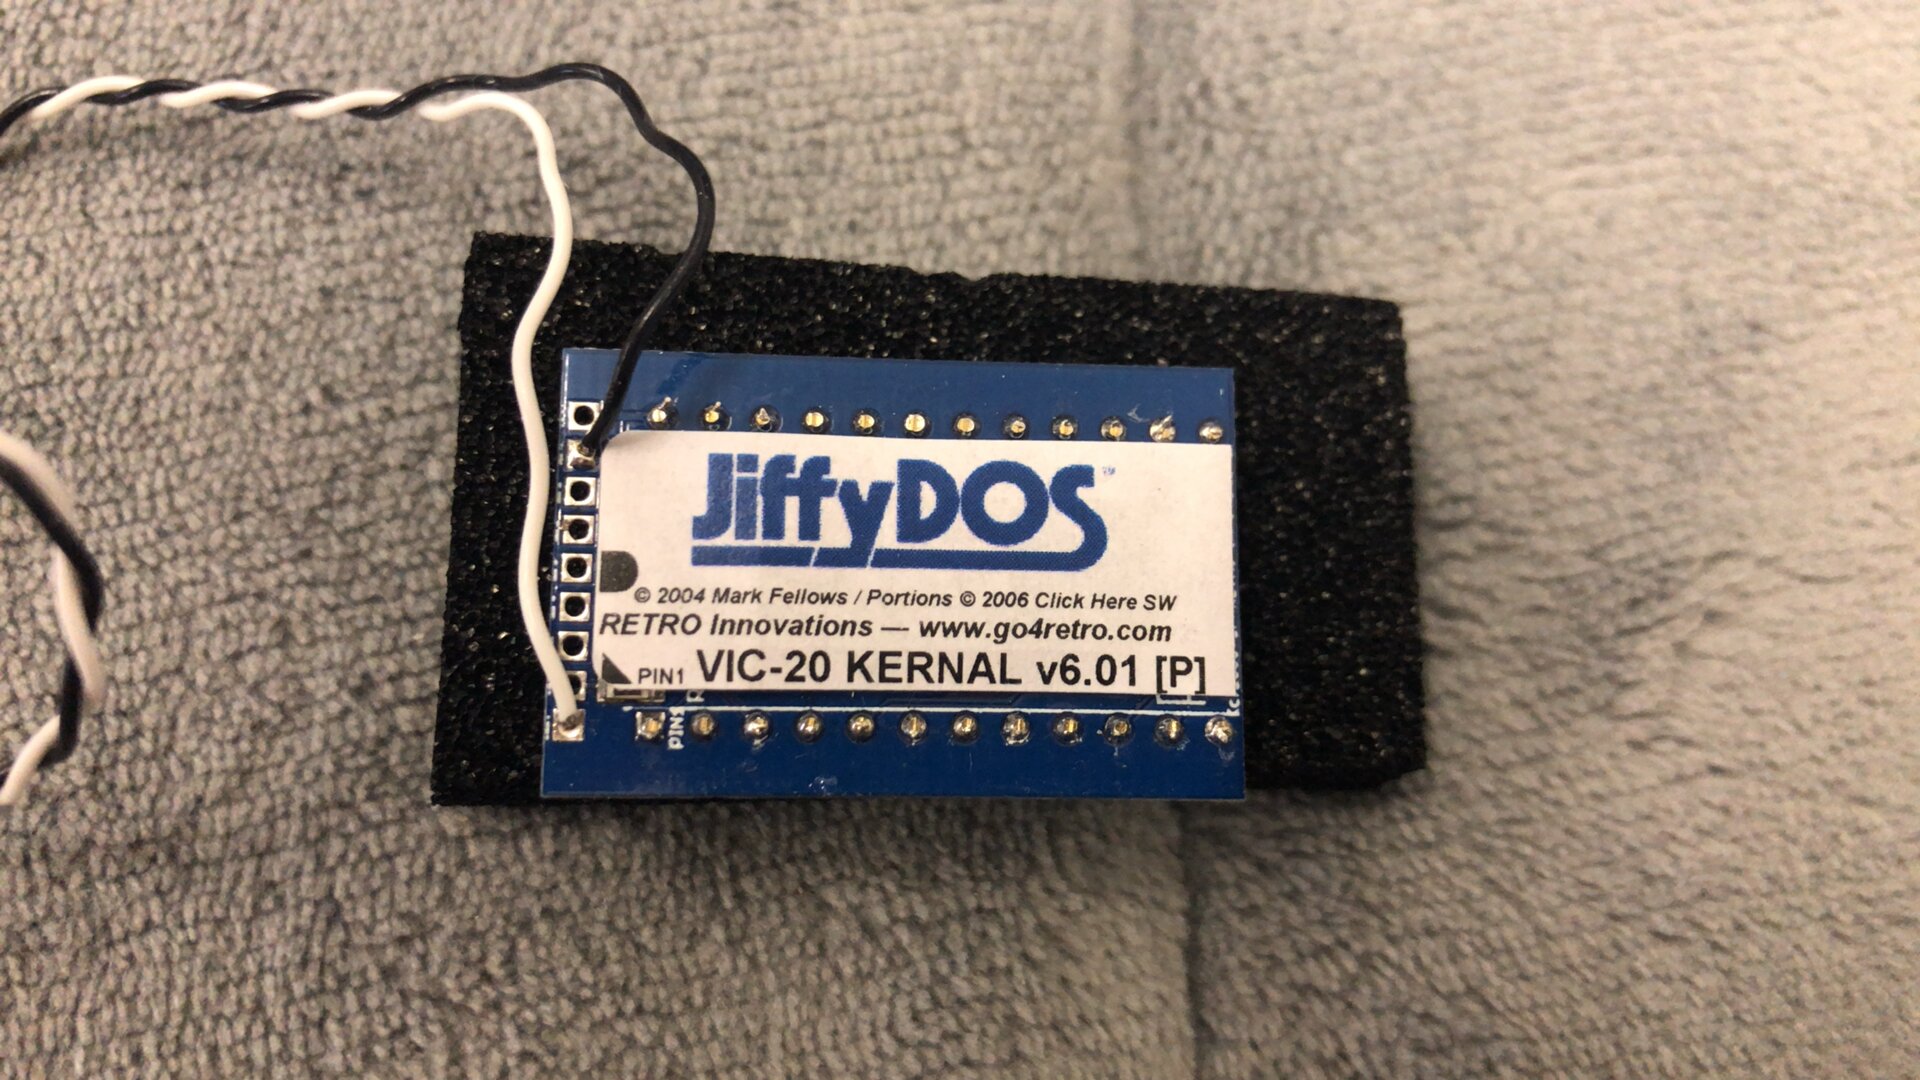 JiffyDOS™
© 2004 Mark Fellows / Portions © 2006 Click Here SW
RETRO Innovations — www.go4retro.com
PIN1 VIC-20 KERNAL v6.01 [P]
PIN1